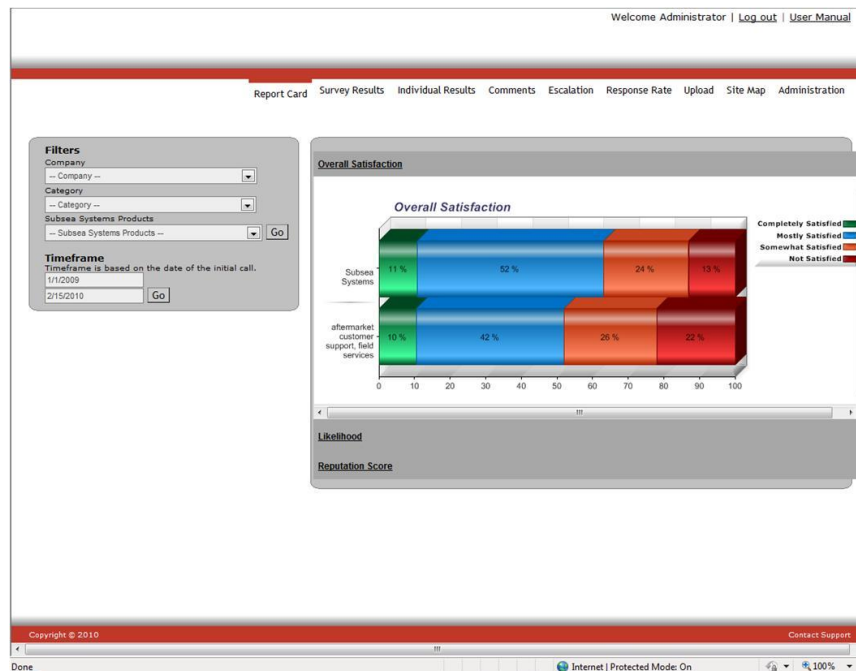 Welcome Administrator | Log out | User Manual
Report Card Survey Results Individual Results Comments Escalation Response Rate Upload Site Map Administration
Filters
Company
-- Company --
Category
-- Category --
Subsea Systems Products
-- Subsea Systems Products -- Go
Timeframe
Timeframe is based on the date of the initial call.
1/1/2009
2/15/2010 Go
Overall Satisfaction
Overall Satisfaction
Completely Satisfied
Mostly Satisfied
Somewhat Satisfied
Not Satisfied
Subsea
Systems
11 % 52 % 24 % 13 %
aftermarket
customer
support, field
services
10 % 42 % 26 % 22 %
0 10 20 30 40 50 60 70 80 90 100
Likelihood
Reputation Score
Copyright © 2010 Contact Support
Done Internet | Protected Mode: On 100%